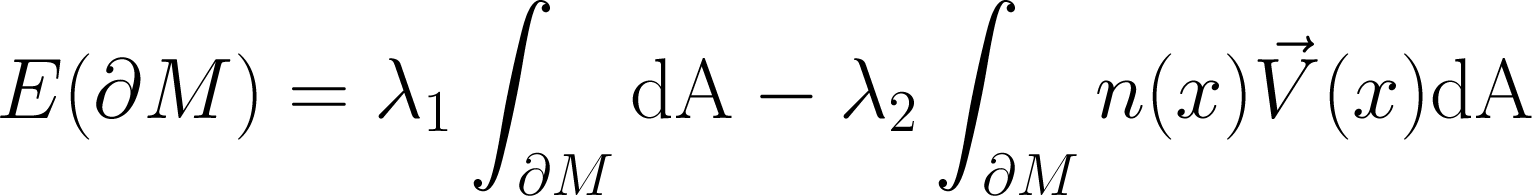 E(∂M) = λ₁ ∫_{∂M} dA − λ₂ ∫_{∂M} n(x)V⃗(x)dA